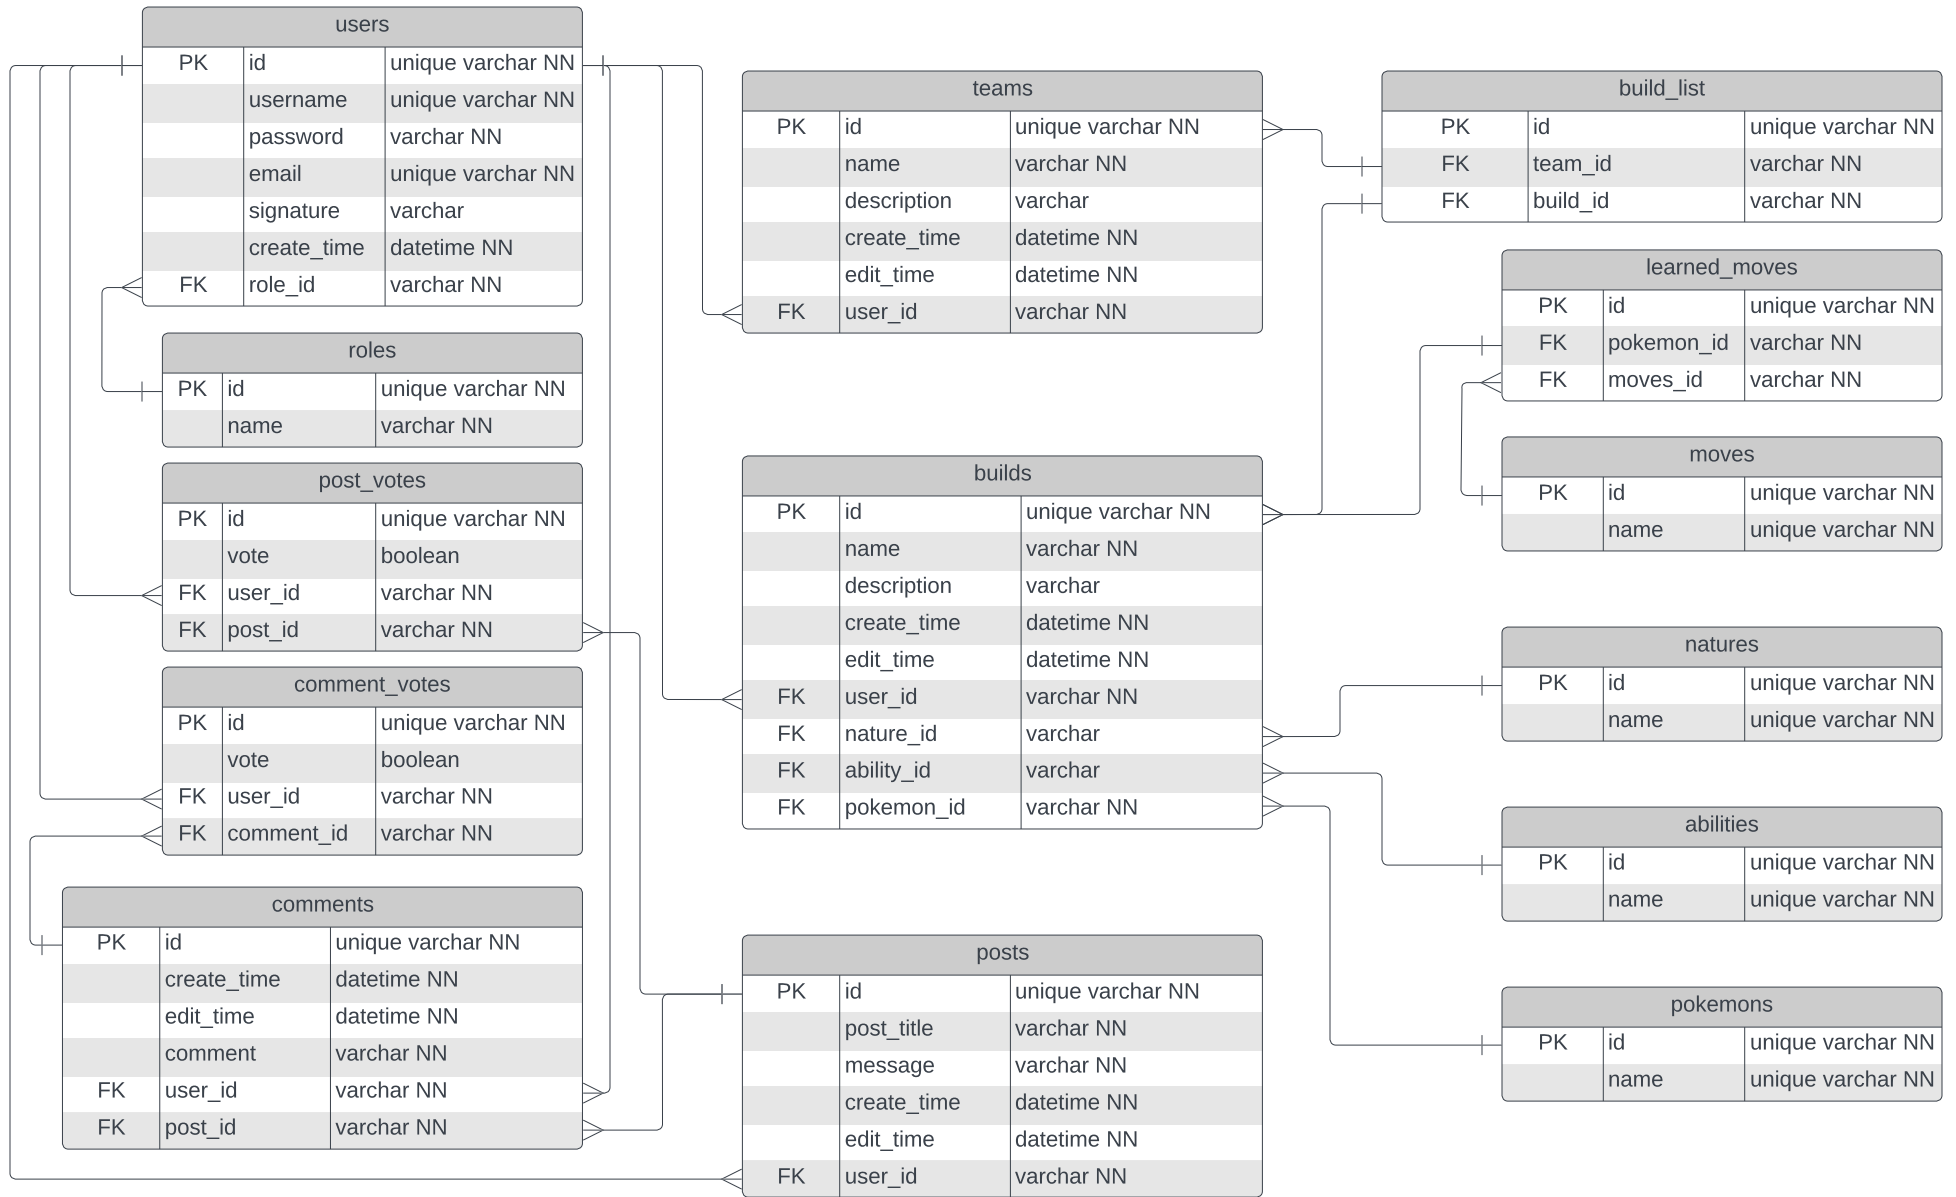 users
PK id unique varchar NN
username unique varchar NN
password varchar NN
email unique varchar NN
signature varchar
create_time datetime NN
FK role_id varchar NN
roles
PK id unique varchar NN
name varchar NN
post_votes
PK id unique varchar NN
vote boolean
FK user_id varchar NN
FK post_id varchar NN
comment_votes
PK id unique varchar NN
vote boolean
FK user_id varchar NN
FK comment_id varchar NN
comments
PK id unique varchar NN
create_time datetime NN
edit_time datetime NN
comment varchar NN
FK user_id varchar NN
FK post_id varchar NN
teams
PK id unique varchar NN
name varchar NN
description varchar
create_time datetime NN
edit_time datetime NN
FK user_id varchar NN
builds
PK id unique varchar NN
name varchar NN
description varchar
create_time datetime NN
edit_time datetime NN
FK user_id varchar NN
FK nature_id varchar
FK ability_id varchar
FK pokemon_id varchar NN
posts
PK id unique varchar NN
post_title varchar NN
message varchar NN
create_time datetime NN
edit_time datetime NN
FK user_id varchar NN
build_list
PK id unique varchar NN
FK team_id varchar NN
FK build_id varchar NN
learned_moves
PK id unique varchar NN
FK pokemon_id varchar NN
FK moves_id varchar NN
moves
PK id unique varchar NN
name unique varchar NN
natures
PK id unique varchar NN
name unique varchar NN
abilities
PK id unique varchar NN
name unique varchar NN
pokemons
PK id unique varchar NN
name unique varchar NN